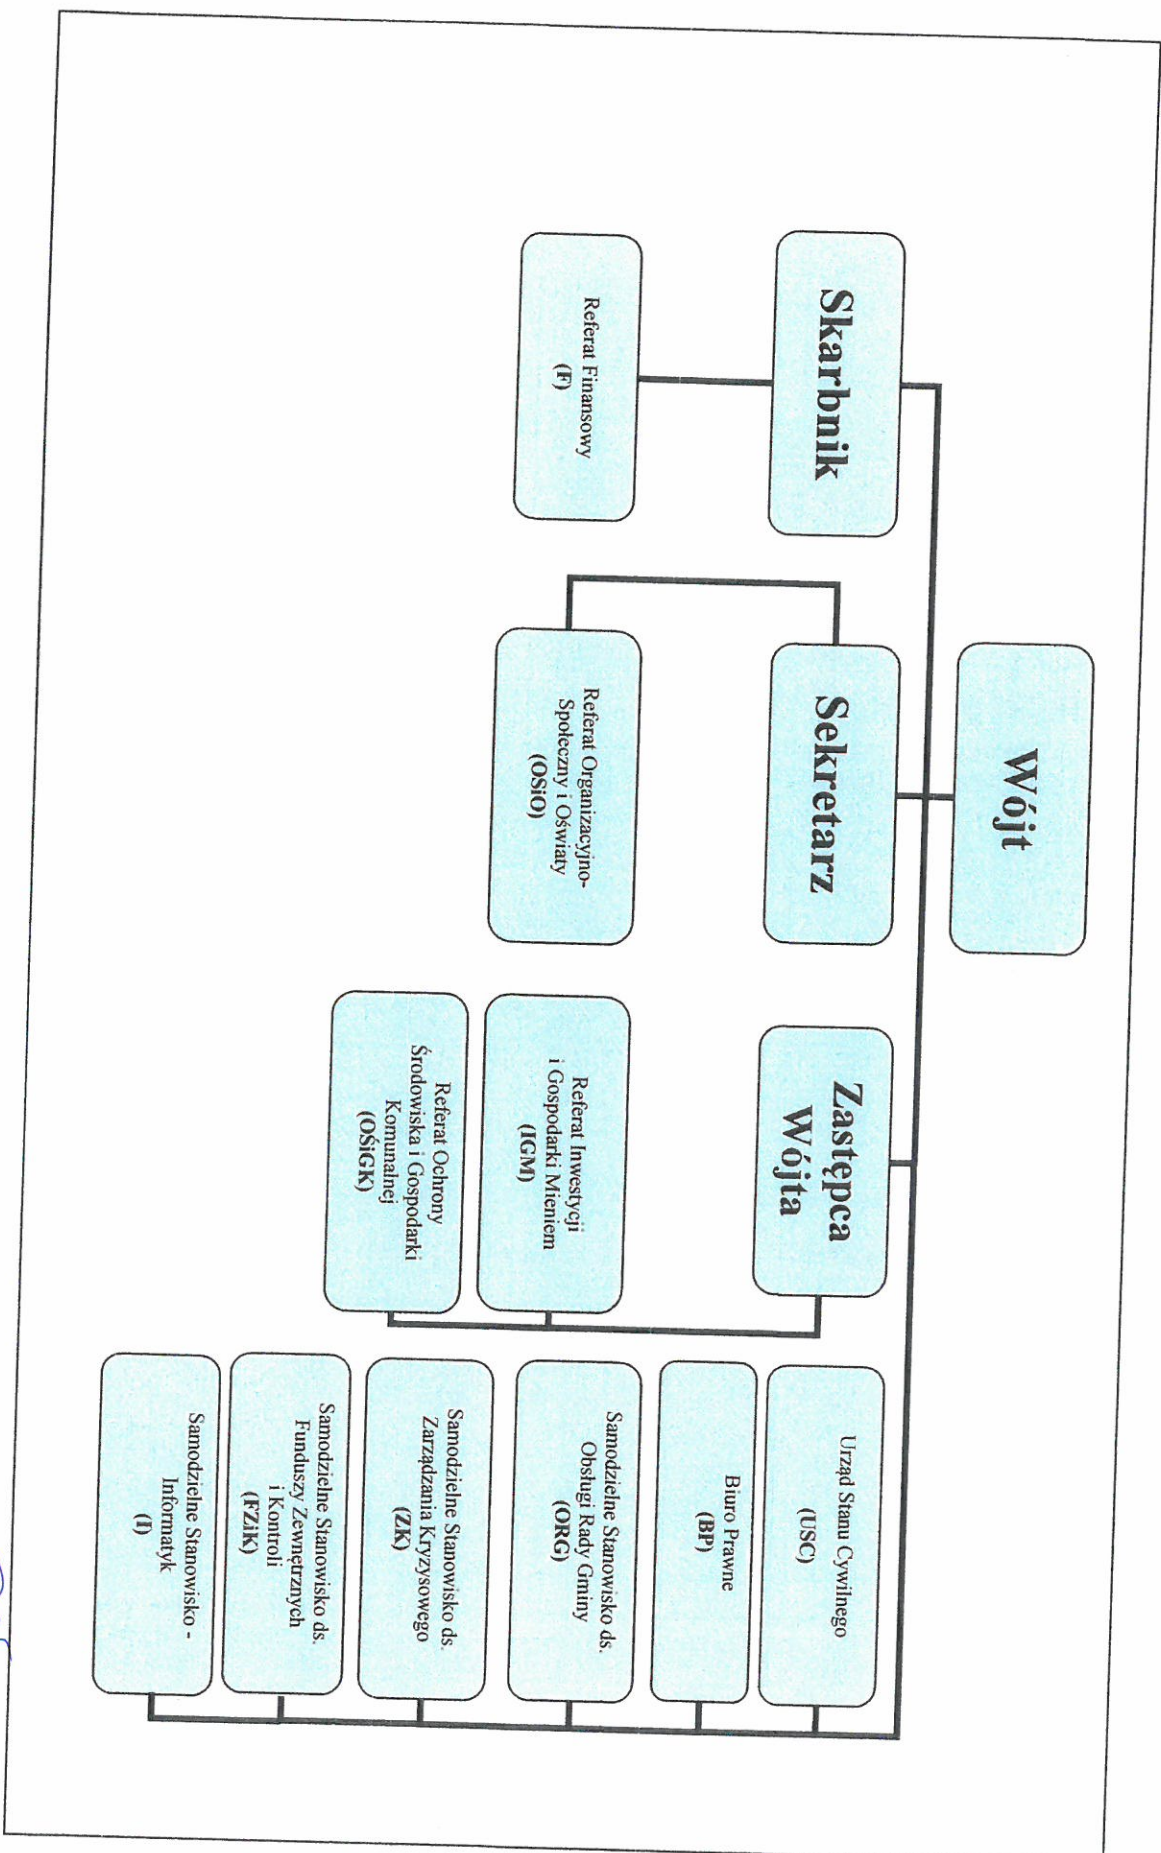 Wójt
Skarbnik
Sekretarz
Zastępca
Wójta
Referat Finansowy
(F)
Referat Organizacyjno-
Społeczny i Oświaty
(OSiO)
Referat Inwestycji
i Gospodarki Mieniem
(IGM)
Referat Ochrony
Środowiska i Gospodarki
Komunalnej
(OŚiGK)
Urząd Stanu Cywilnego
(USC)
Biuro Prawne
(BP)
Samodzielne Stanowisko ds.
Obsługi Rady Gminy
(ORG)
Samodzielne Stanowisko ds.
Zarządzania Kryzysowego
(ZK)
Samodzielne Stanowisko ds.
Funduszy Zewnętrznych
i Kontroli
(FZiK)
Samodzielne Stanowisko -
Informatyk
(I)